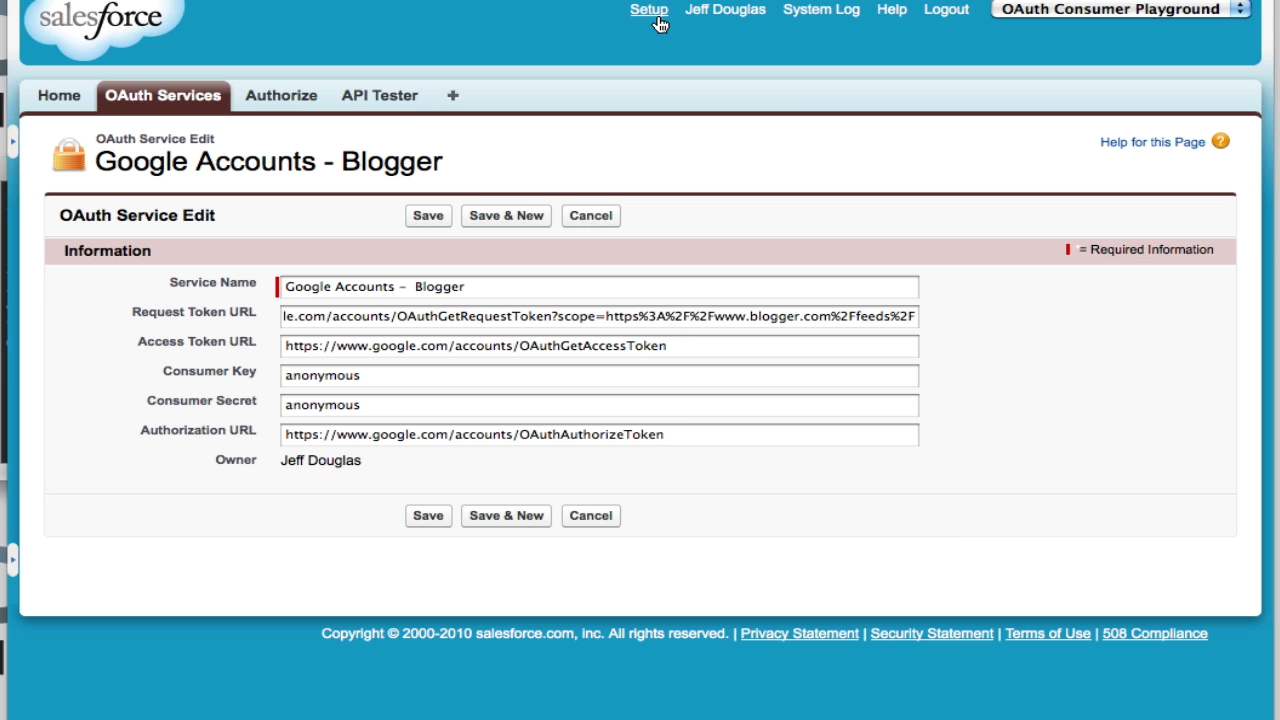 salesforce
Setup Jeff Douglas System Log Help Logout OAuth Consumer Playground
Home OAuth Services Authorize API Tester +
OAuth Service Edit
Google Accounts - Blogger
Help for this Page ?
OAuth Service Edit Save Save & New Cancel
Information = Required Information
Service Name Google Accounts - Blogger
Request Token URL le.com/accounts/OAuthGetRequestToken?scope=https%3A%2F%2Fwww.blogger.com%2Ffeeds%2F
Access Token URL https://www.google.com/accounts/OAuthGetAccessToken
Consumer Key anonymous
Consumer Secret anonymous
Authorization URL https://www.google.com/accounts/OAuthAuthorizeToken
Owner Jeff Douglas
Save Save & New Cancel
Copyright © 2000-2010 salesforce.com, inc. All rights reserved. | Privacy Statement | Security Statement | Terms of Use | 508 Compliance